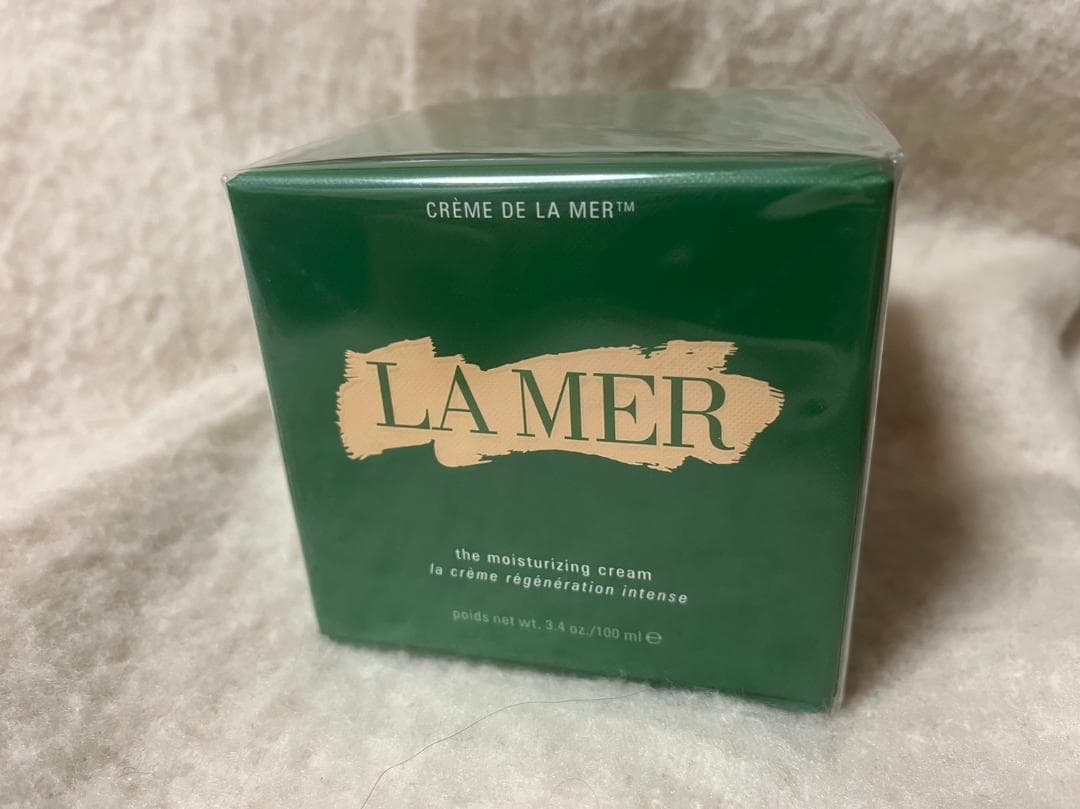 CRÈME DE LA MER™
LA MER
the moisturizing cream
la crème régénération intense
poids net wt. 3.4 oz./100 ml ℮